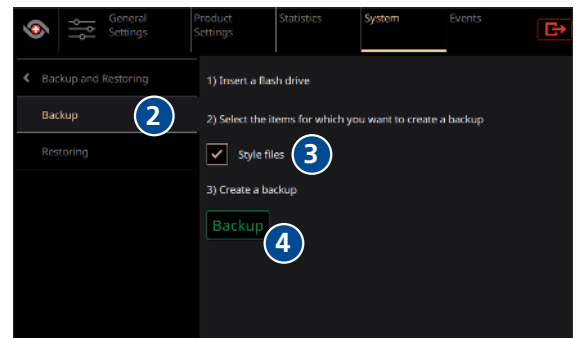 General
Settings
Product
Settings
Statistics
System
Events
Backup and Restoring
Backup
2
Restoring
1) Insert a flash drive
2) Select the items for which you want to create a backup
Style files
3
3) Create a backup
Backup
4